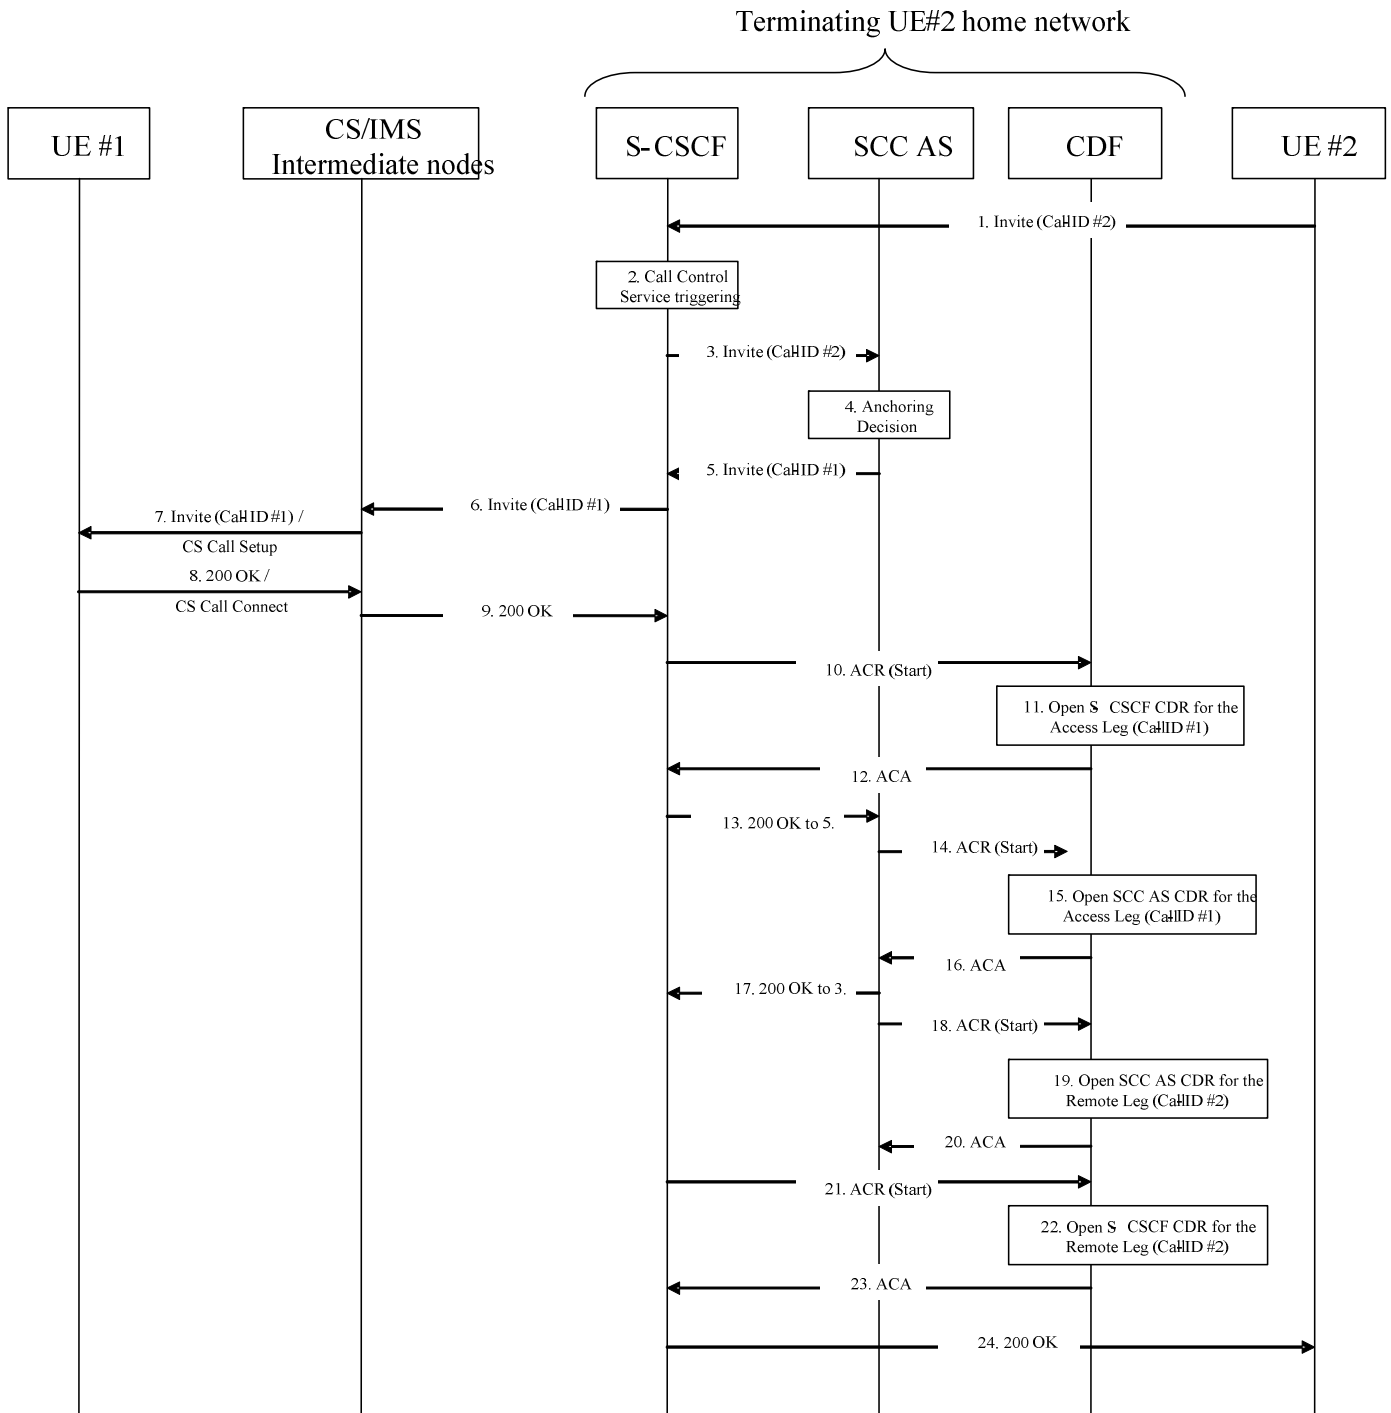 Terminating UE#2 home network
UE #1
CS/IMS
Intermediate nodes
S-CSCF
SCC AS
CDF
UE #2
1. Invite (Call-ID #2)
2. Call Control
Service triggering
3. Invite (Call-ID #2)
4. Anchoring
Decision
5. Invite (Call-ID #1)
6. Invite (Call-ID #1)
7. Invite (Call-ID #1) /
CS Call Setup
8. 200 OK /
CS Call Connect
9. 200 OK
10. ACR (Start)
11. Open S- CSCF CDR for the
Access Leg (Call-ID #1)
12. ACA
13. 200 OK to 5.
14. ACR (Start)
15. Open SCC AS CDR for the
Access Leg (Call-ID #1)
16. ACA
17. 200 OK to 3.
18. ACR (Start)
19. Open SCC AS CDR for the
Remote Leg (Call-ID #2)
20. ACA
21. ACR (Start)
22. Open S- CSCF CDR for the
Remote Leg (Call-ID #2)
23. ACA
24. 200 OK